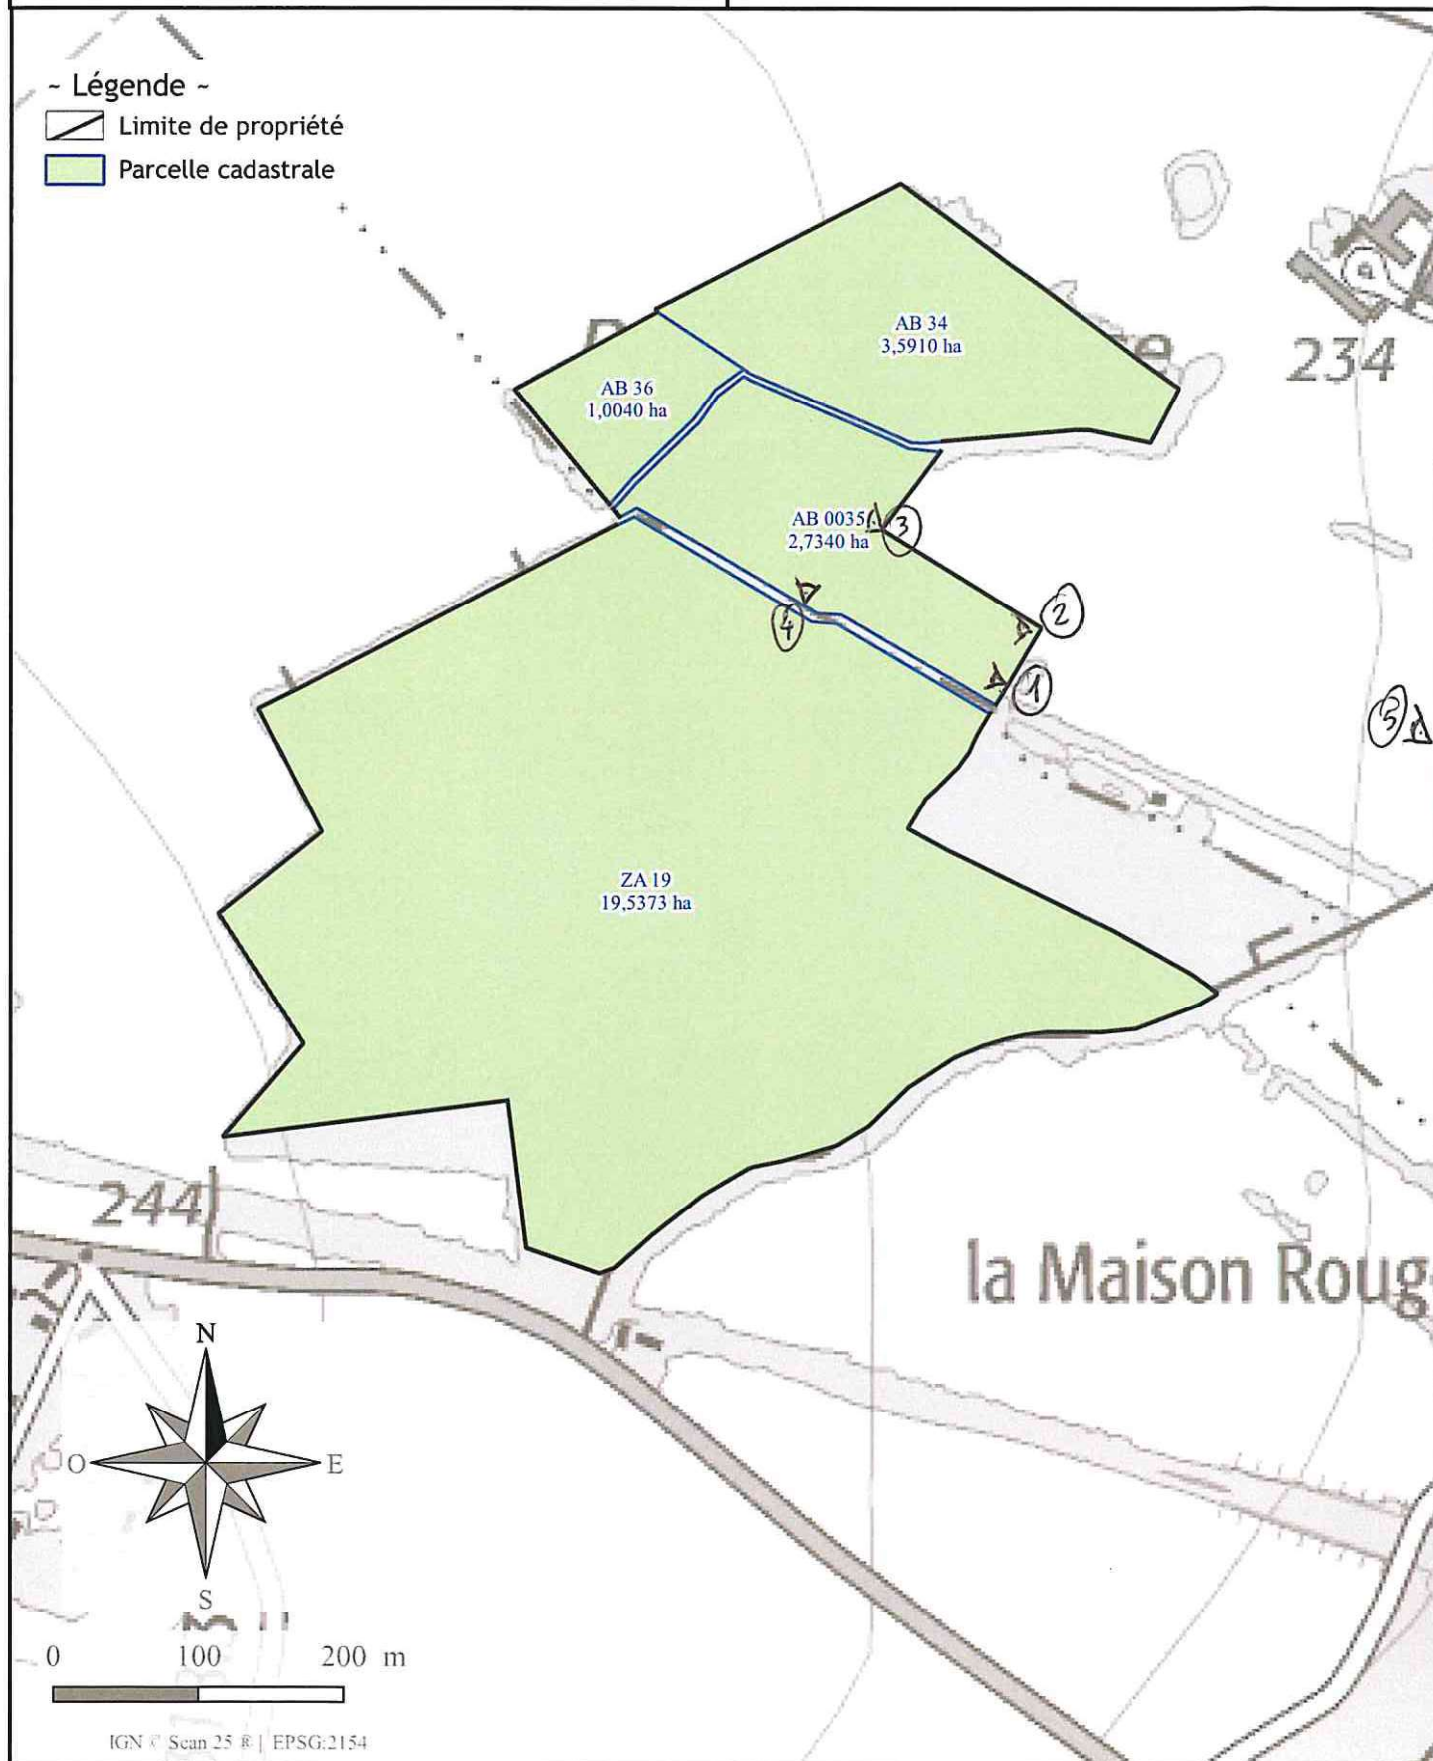 ~ Légende ~
Limite de propriété
Parcelle cadastrale
AB 34
3,5910 ha
234
AB 36
1,0040 ha
AB 0035
2,7340 ha
3
2
4
1
5
ZA 19
19,5373 ha
244
la Maison Roug
N
O
E
S
0 100 200 m
IGN © Scan 25 ® | EPSG:2154